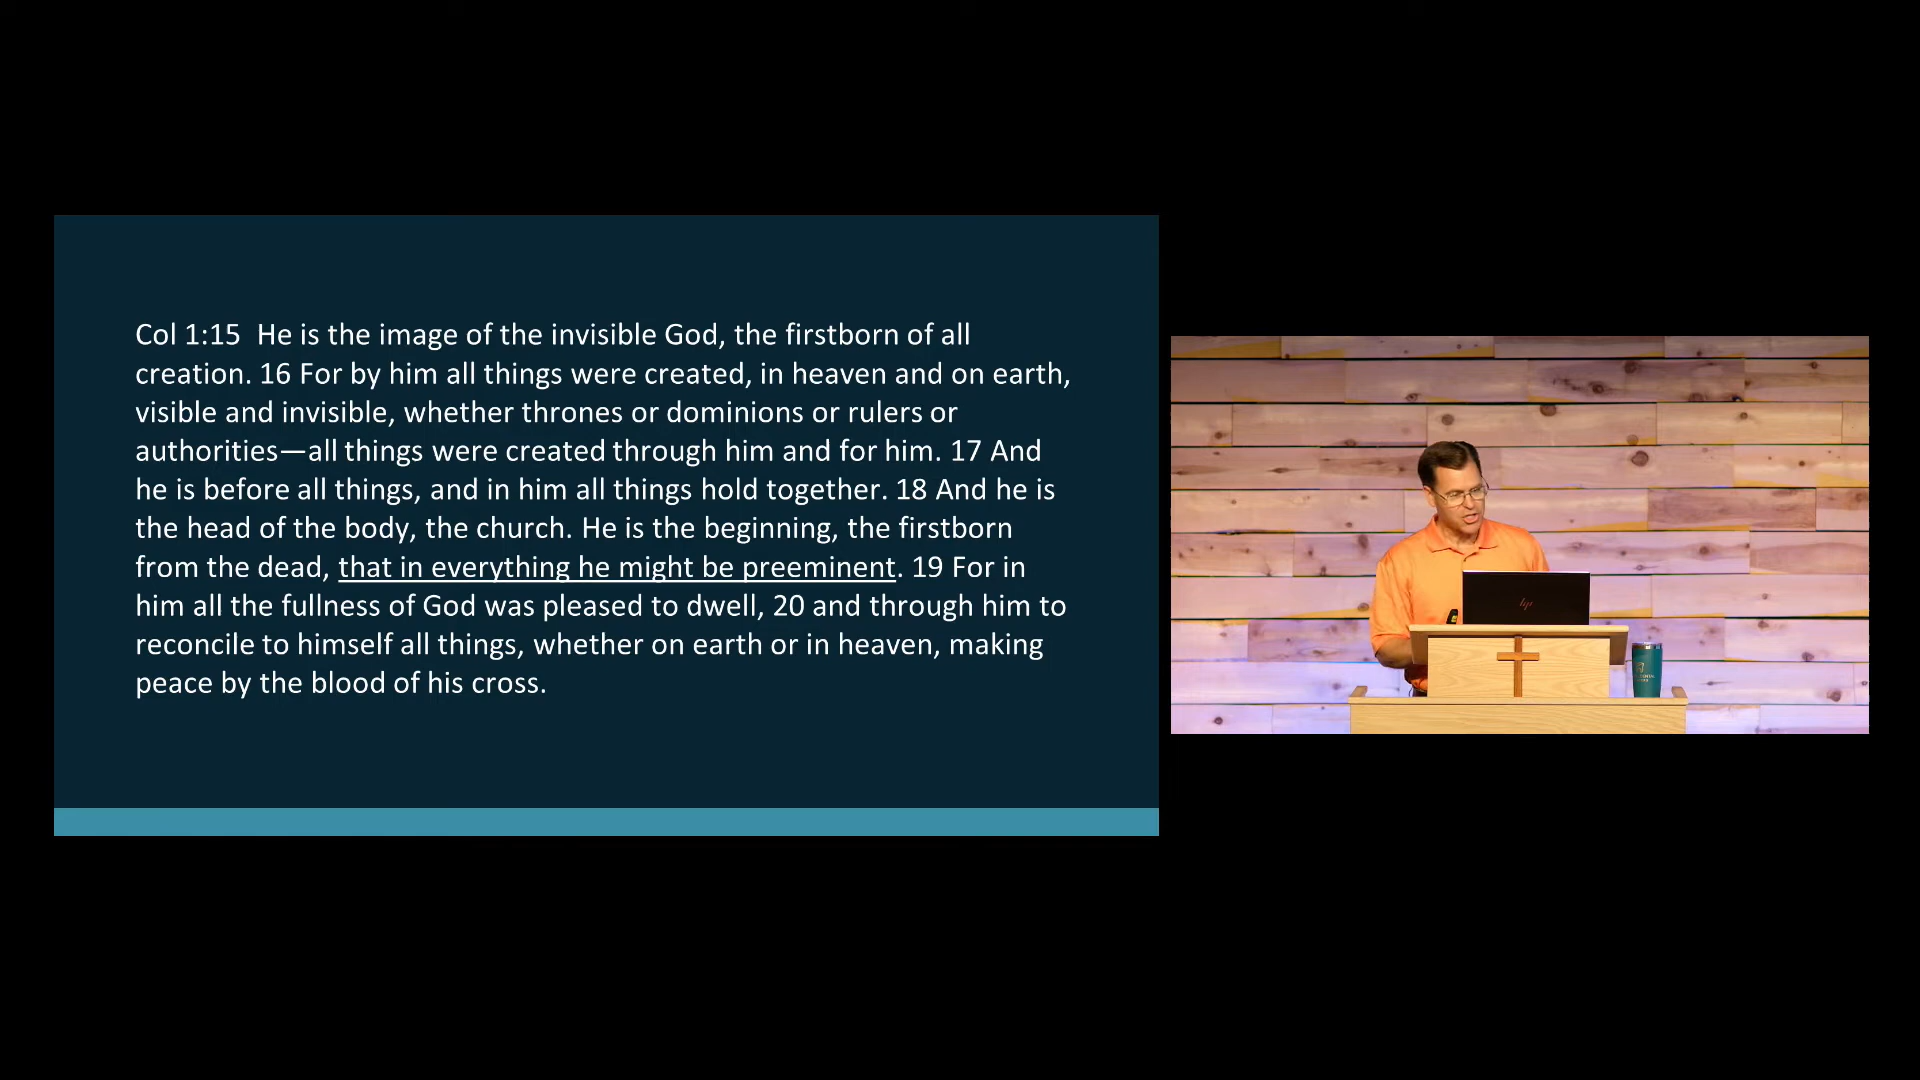 Col 1:15  He is the image of the invisible God, the firstborn of all
creation. 16 For by him all things were created, in heaven and on earth,
visible and invisible, whether thrones or dominions or rulers or
authorities—all things were created through him and for him. 17 And
he is before all things, and in him all things hold together. 18 And he is
the head of the body, the church. He is the beginning, the firstborn
from the dead, that in everything he might be preeminent. 19 For in
him all the fullness of God was pleased to dwell, 20 and through him to
reconcile to himself all things, whether on earth or in heaven, making
peace by the blood of his cross.
hp